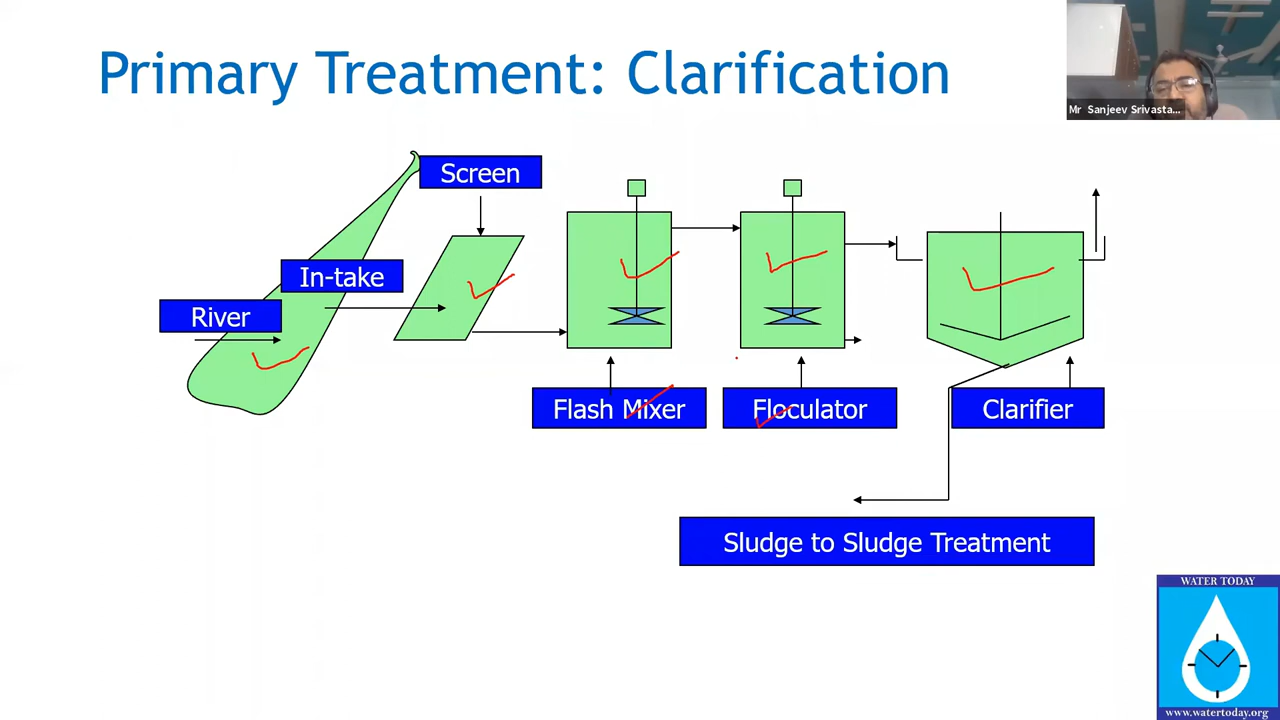 Primary Treatment: Clarification
Mr Sanjeev Srivasta...
Screen
In-take
River
Flash Mixer
Floculator
Clarifier
Sludge to Sludge Treatment
WATER TODAY
www.watertoday.org